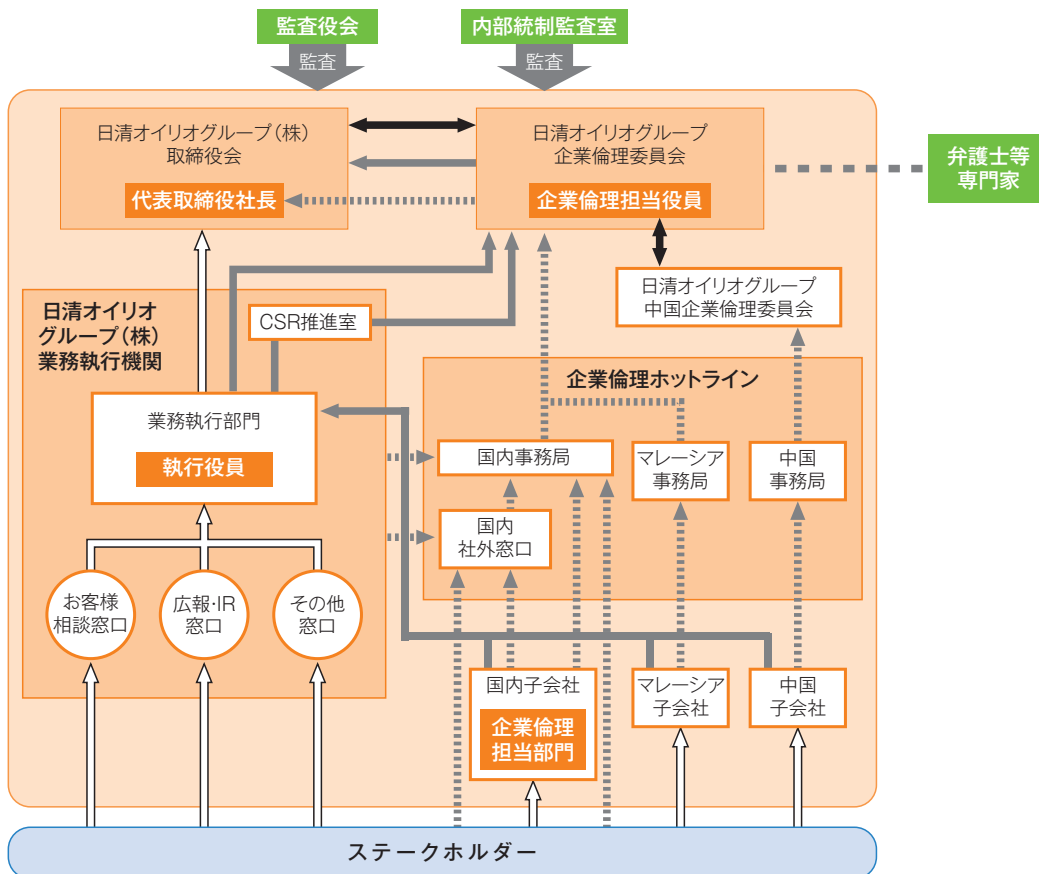 監査役会
監査
内部統制監査室
監査
日清オイリオグループ（株）
取締役会
代表取締役社長
日清オイリオグループ
企業倫理委員会
企業倫理担当役員
弁護士等
専門家
日清オイリオグループ
中国企業倫理委員会
日清オイリオ
グループ（株）
業務執行機関
CSR推進室
業務執行部門
執行役員
企業倫理ホットライン
国内事務局
マレーシア
事務局
中国
事務局
国内
社外窓口
お客様
相談窓口
広報・IR
窓口
その他
窓口
国内子会社
企業倫理
担当部門
マレーシア
子会社
中国
子会社
ステークホルダー